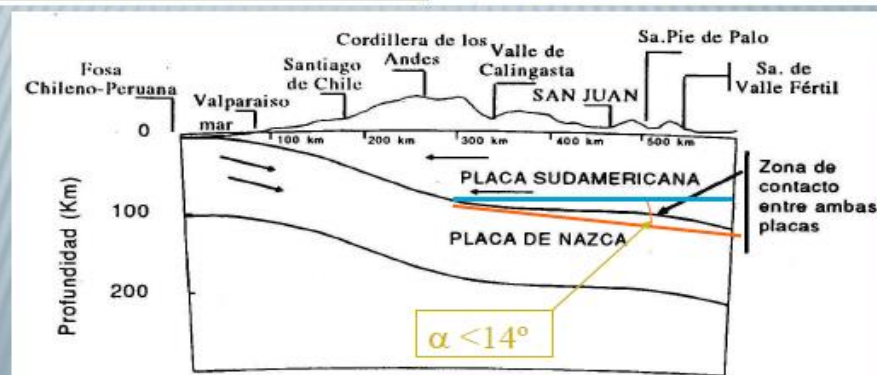 Cordillera de los
Andes
Sa.Pie de Palo
Fosa
Chileno-Peruana
Santiago
de Chile
Valle de
Calingasta
Sa. de
Valle Fértil
Valparaiso
SAN JUAN
mar
0
100 km
200 km
300 km
400 km
500 km
PLACA SUDAMERICANA
Zona de
contacto
entre ambas
placas
100
PLACA DE NAZCA
200
Profundidad (Km)
α <14º